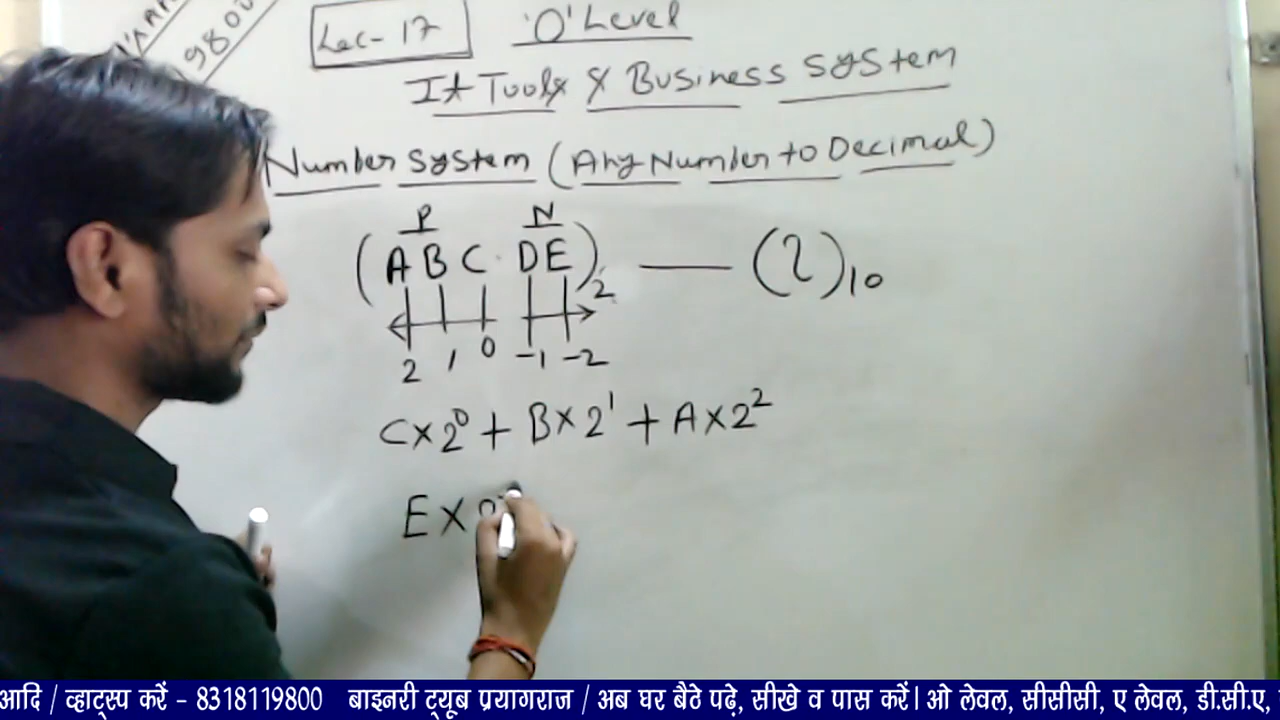 980
Lec-17 'O' Level
It Tools & Business system
Number system (Any Number to Decimal)
P N
(ABC.DE)2 — (?)10
2 1 0 -1 -2
C×2⁰ + B×2¹ + A×2²
E×
आदि / व्हाट्स्प करें - 8318119800 बाइनरी ट्यूब प्रयागराज / अब घर बैठे पढ़े, सीखे व पास करें। ओ लेवल, सीसीसी, ए लेवल, डी.सी.ए,